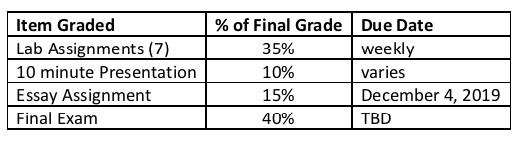 Item Graded % of Final Grade Due Date
Lab Assignments (7) 35% weekly
10 minute Presentation 10% varies
Essay Assignment 15% December 4, 2019
Final Exam 40% TBD